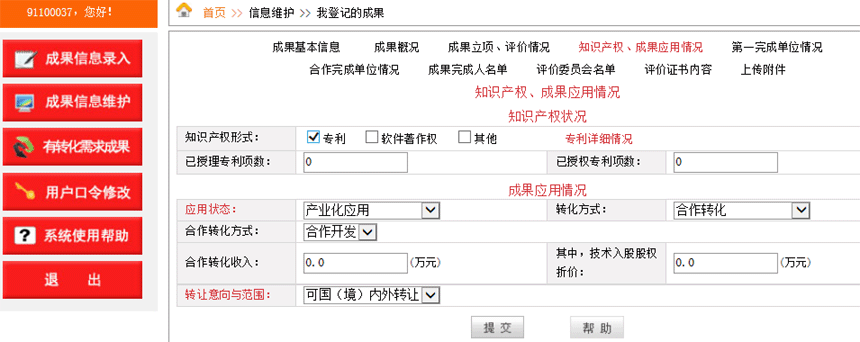 91100037，您好！
成果信息录入
成果信息维护
有转化需求成果
用户口令修改
系统使用帮助
退 出
首页 >> 信息维护 >> 我登记的成果
成果基本信息 成果概况 成果立项、评价情况 知识产权、成果应用情况 第一完成单位情况
合作完成单位情况 成果完成人名单 评价委员会名单 评价证书内容 上传附件
知识产权、成果应用情况
知识产权状况
知识产权形式： 专利 软件著作权 其他 专利详细情况
已授理专利项数： 0 已授权专利项数： 0
成果应用情况
应用状态： 产业化应用 转化方式： 合作转化
合作转化方式： 合作开发
合作转化收入： 0.0 (万元) 其中，技术入股股权折价： 0.0 (万元)
转让意向与范围： 可国（境）内外转让
提 交 帮 助